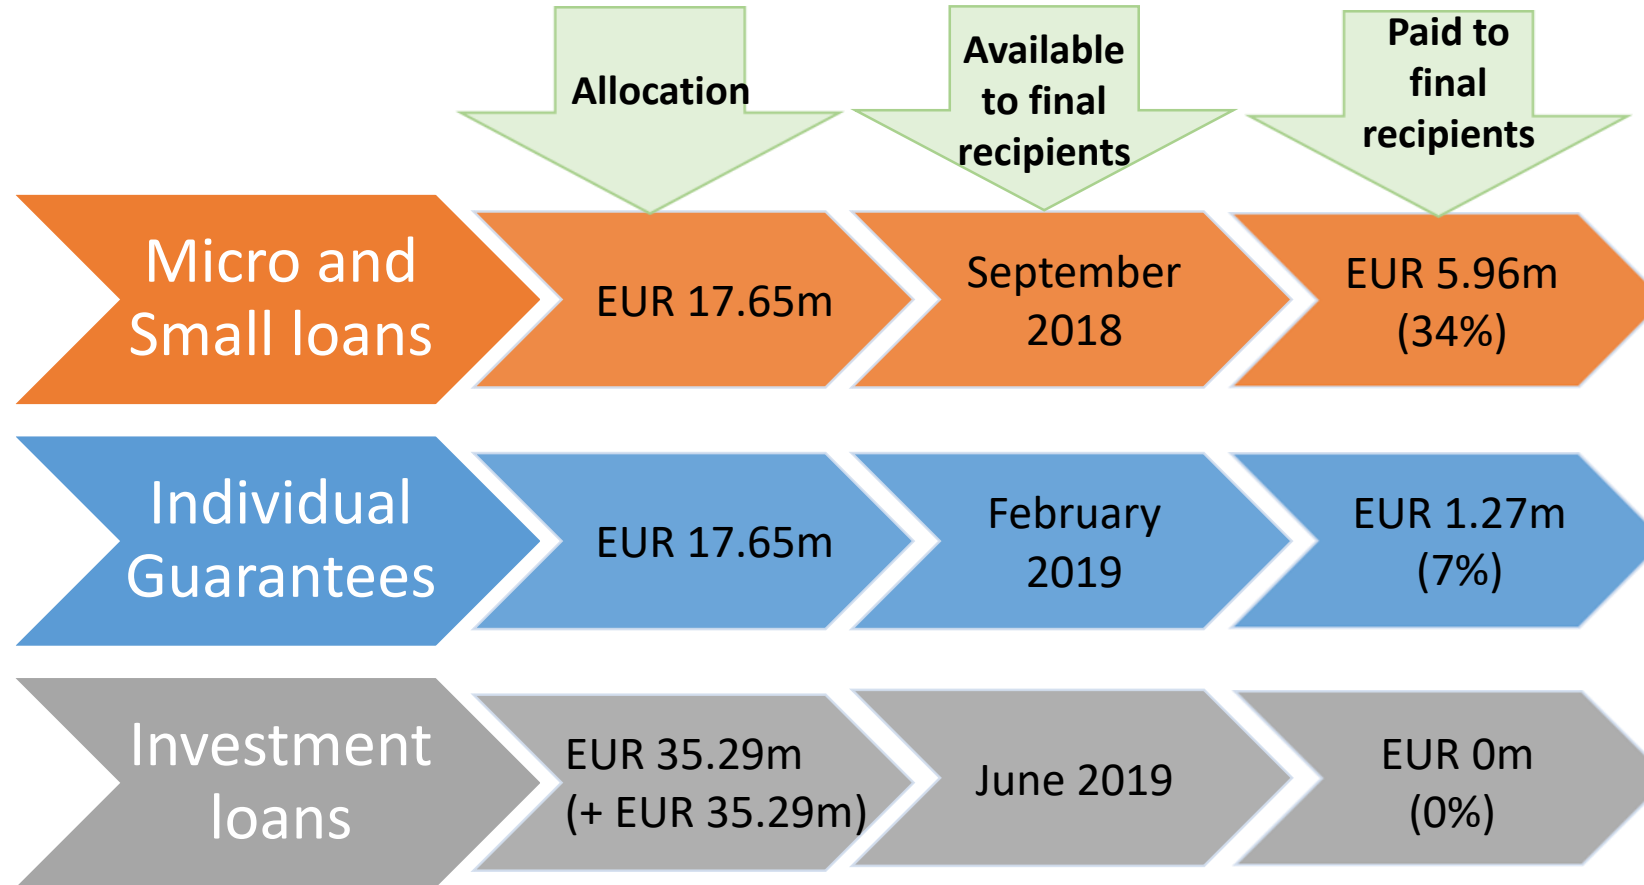 Allocation
Available
to final
recipients
Paid to
final
recipients
Micro and
Small loans
EUR 17.65m
September
2018
EUR 5.96m
(34%)
Individual
Guarantees
EUR 17.65m
February
2019
EUR 1.27m
(7%)
Investment
loans
EUR 35.29m
(+ EUR 35.29m)
June 2019
EUR 0m
(0%)